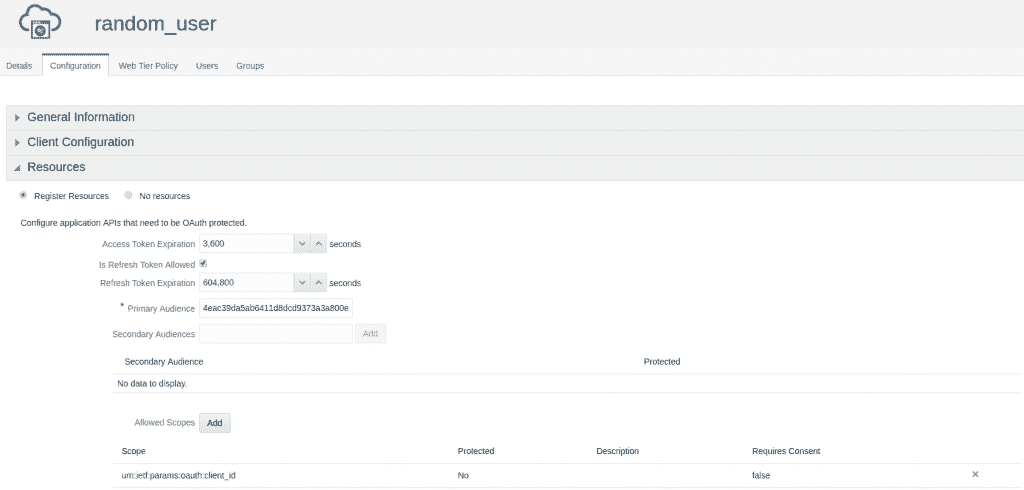 random_user
Details Configuration Web Tier Policy Users Groups
General Information
Client Configuration
Resources
Register Resources No resources
Configure application APIs that need to be OAuth protected.
Access Token Expiration 3,600 seconds
Is Refresh Token Allowed
Refresh Token Expiration 604,800 seconds
* Primary Audience 4eac39da5ab6411d8dcd9373a3a800e
Secondary Audiences Add
Secondary Audience Protected
No data to display.
Allowed Scopes Add
Scope Protected Description Requires Consent
urn:ietf:params:oauth:client_id No false